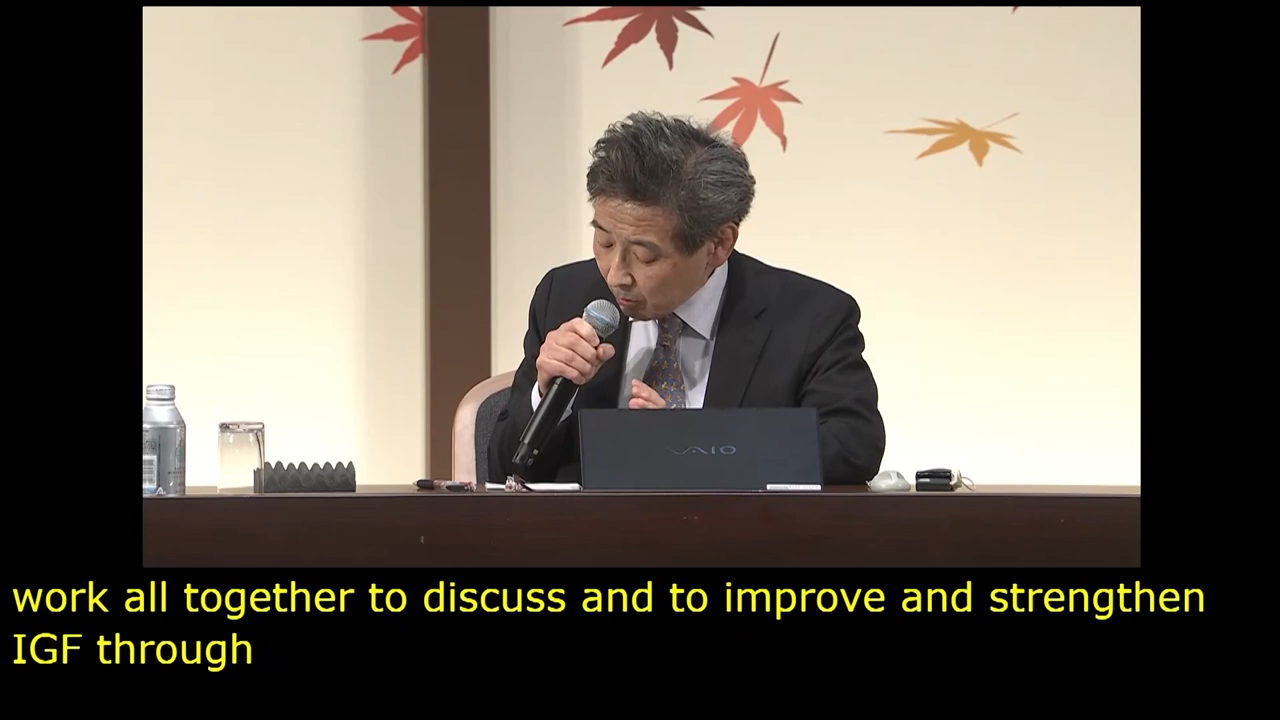 VAIO
work all together to discuss and to improve and strengthen
IGF through